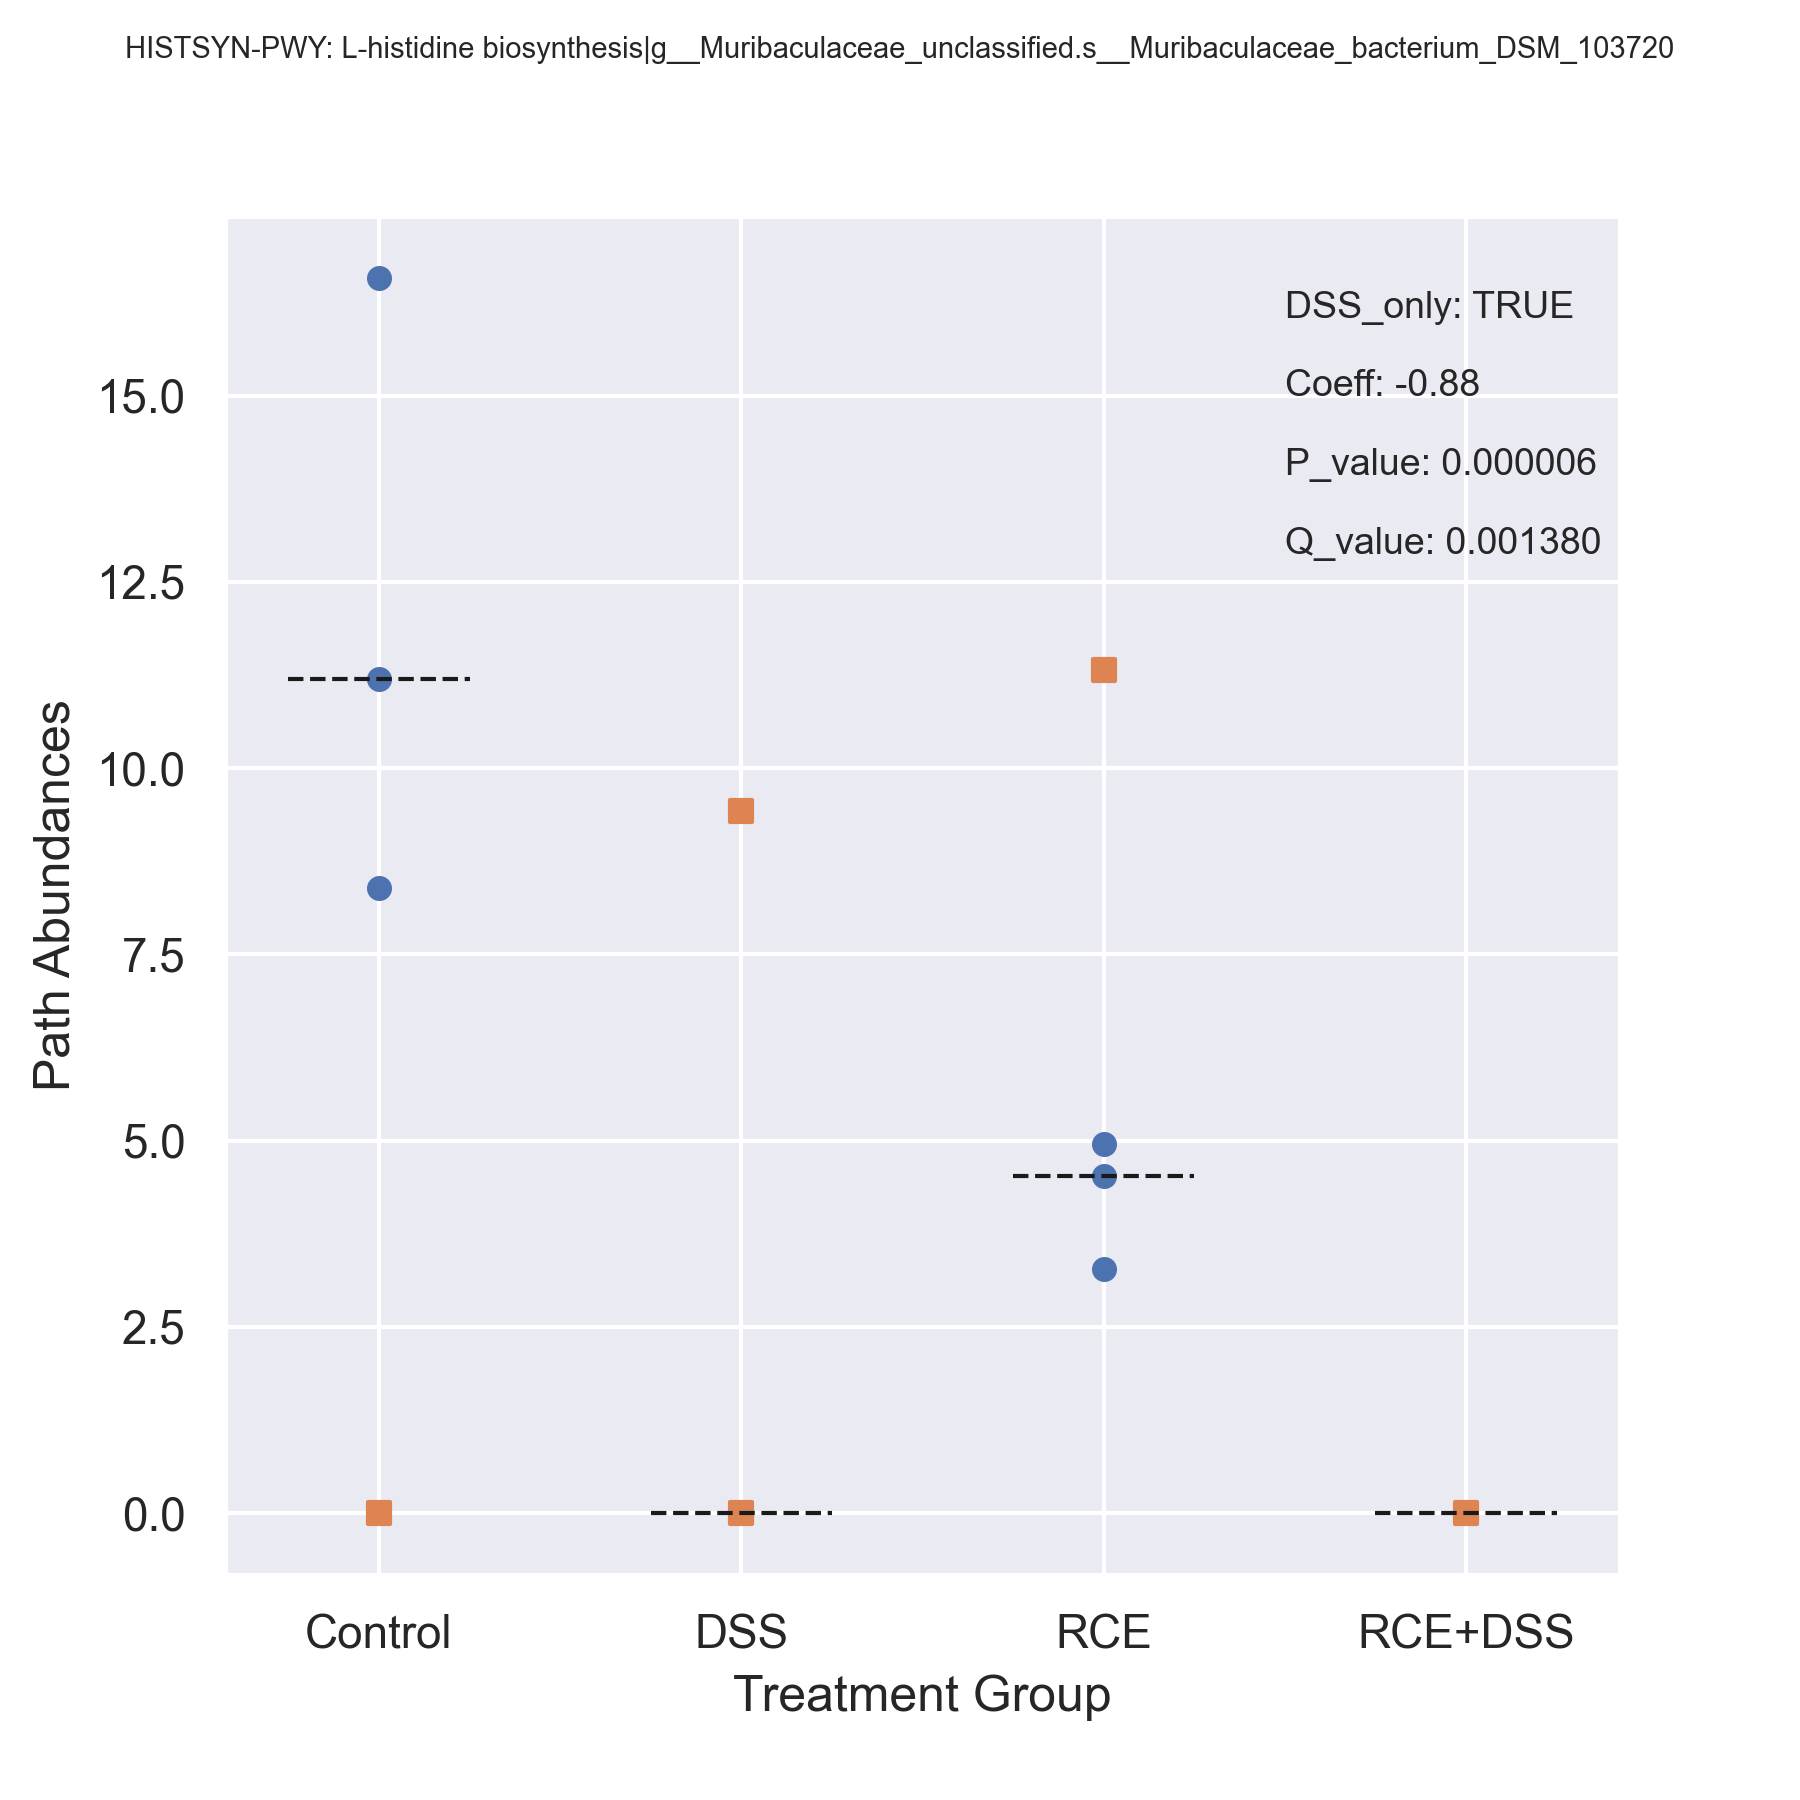 HISTSYN-PWY: L-histidine biosynthesis|g__Muribaculaceae_unclassified.s__Muribaculaceae_bacterium_DSM_103720
DSS_only: TRUE
Coeff: -0.88
P_value: 0.000006
Q_value: 0.001380
15.0
12.5
10.0
7.5
5.0
2.5
0.0
Path Abundances
Control DSS RCE RCE+DSS
Treatment Group